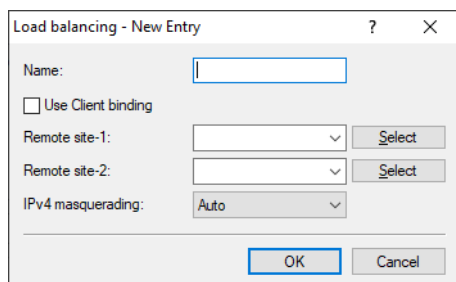 Load balancing - New Entry ?
Name:
Use Client binding
Remote site-1: Select
Remote site-2: Select
IPv4 masquerading: Auto
OK Cancel